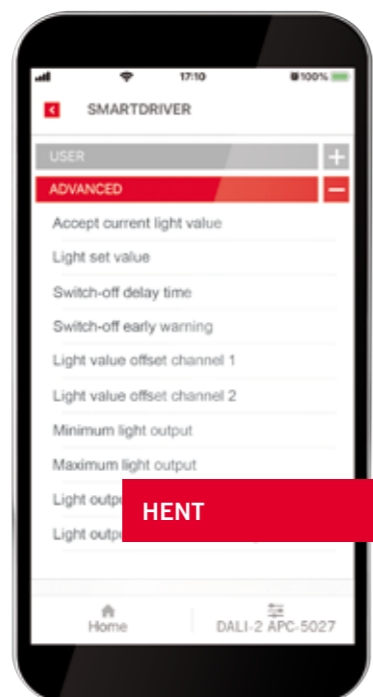 17:10
100%
SMARTDRIVER
USER
ADVANCED
Accept current light value
Light set value
Switch-off delay time
Switch-off early warning
Light value offset channel 1
Light value offset channel 2
Minimum light output
Maximum light output
Light
HENT
Light
Home
DALI-2 APC-5027